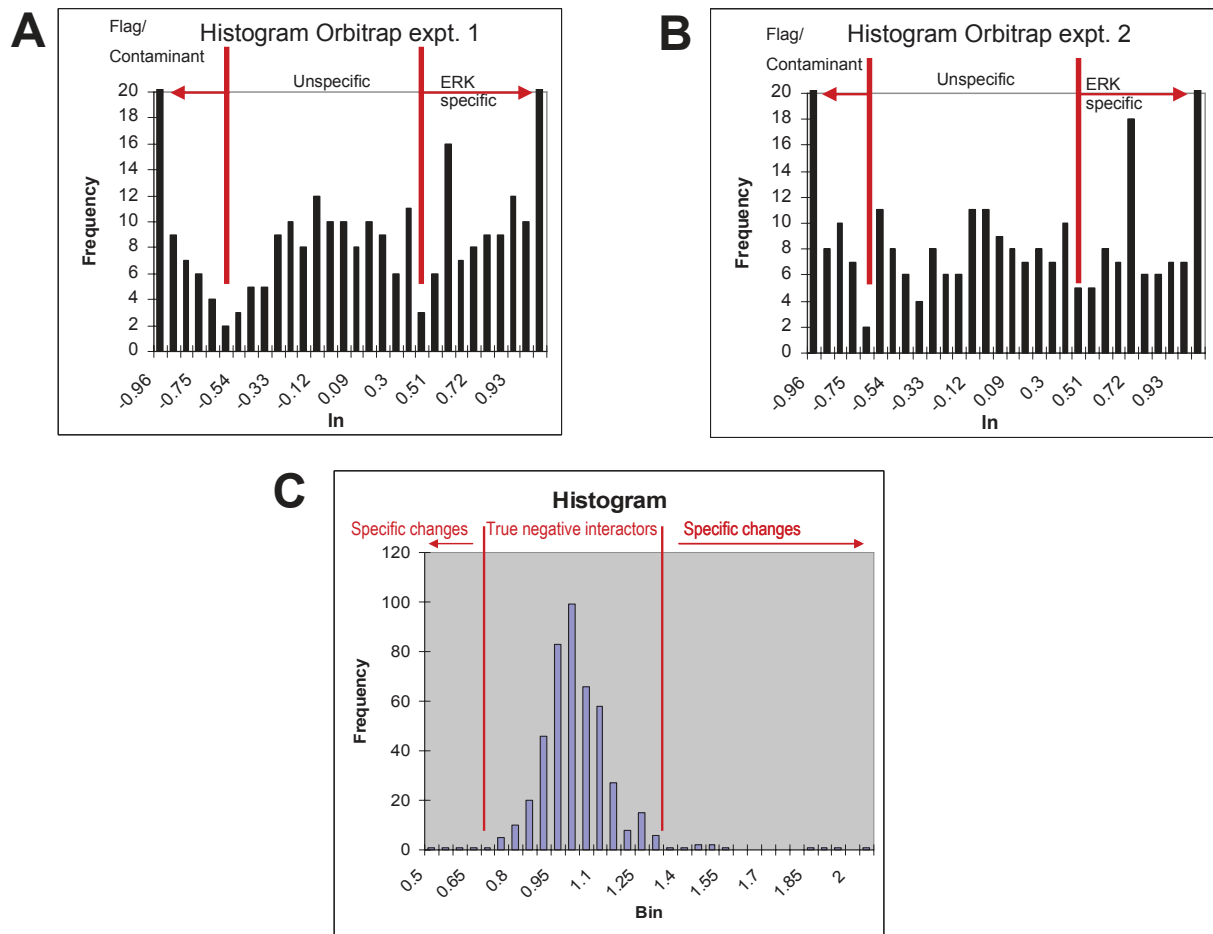 A
Flag/
Contaminant
Histogram Orbitrap expt. 1
Unspecific
ERK
specific
Frequency
20
18
16
14
12
10
8
6
4
2
0
-0.96
-0.75
-0.54
-0.33
-0.12
0.09
0.3
0.51
0.72
0.93
ln
B
Flag/
Contaminant
Histogram Orbitrap expt. 2
Unspecific
ERK
specific
Frequency
20
18
16
14
12
10
8
6
4
2
0
-0.96
-0.75
-0.54
-0.33
-0.12
0.09
0.3
0.51
0.72
0.93
ln
C
Histogram
Specific changes
True negative interactors
Specific changes
Frequency
120
100
80
60
40
20
0
0.5
0.65
0.8
0.95
1.1
1.25
1.4
1.55
1.7
1.85
2
Bin